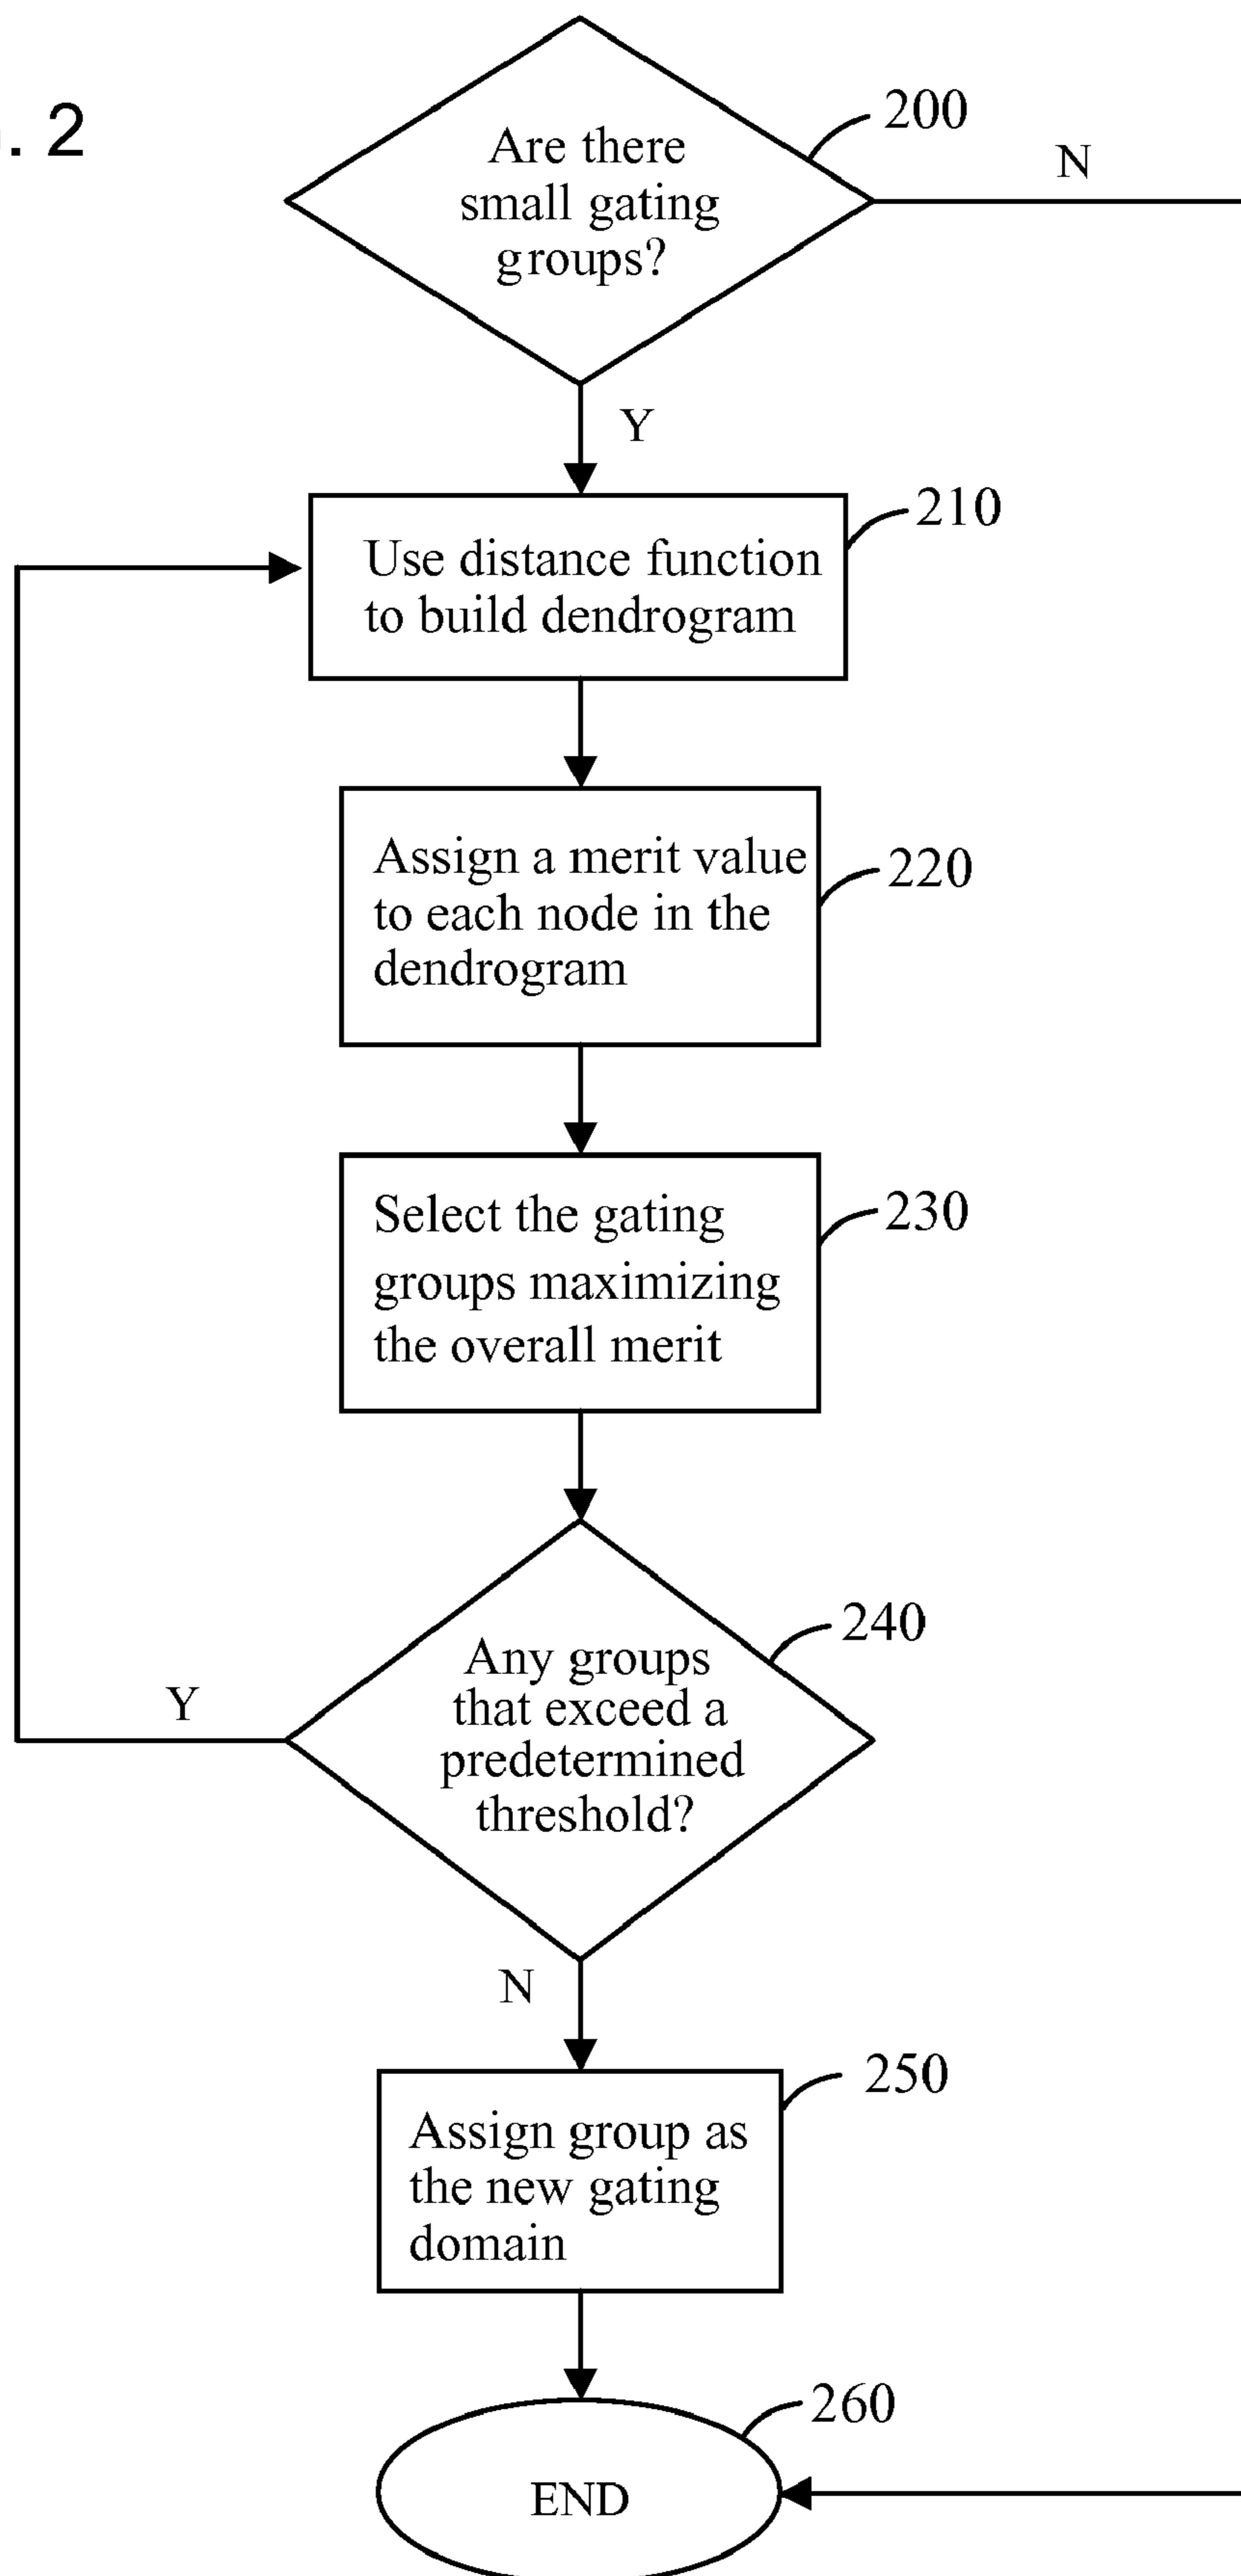 . 2
200
Are there
small gating
groups?
N
Y
210
Use distance function
to build dendrogram
220
Assign a merit value
to each node in the
dendrogram
230
Select the gating
groups maximizing
the overall merit
240
Any groups
that exceed a
predetermined
threshold?
Y
N
250
Assign group as
the new gating
domain
260
END